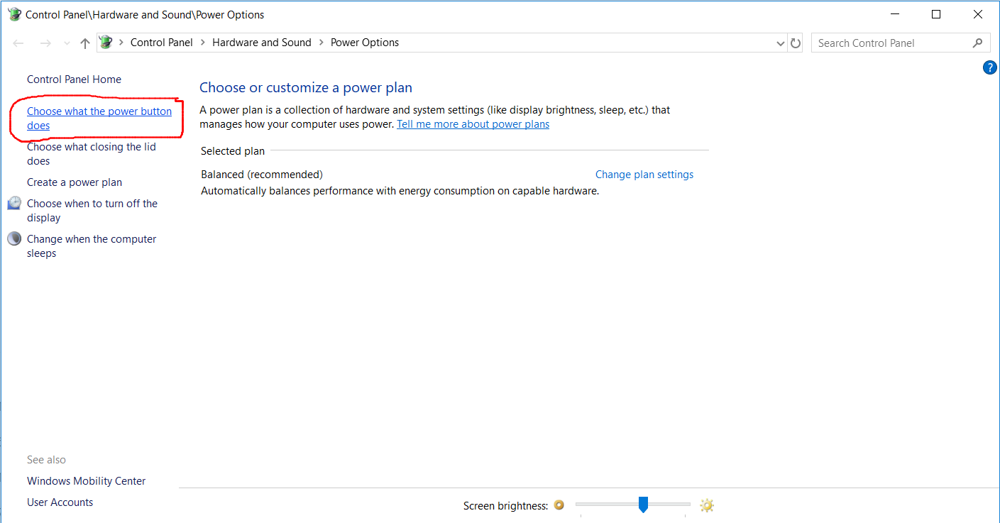 Control Panel\Hardware and Sound\Power Options
Control Panel > Hardware and Sound > Power Options
Search Control Panel
?
Control Panel Home
Choose what the power button
does
Choose what closing the lid
does
Create a power plan
Choose when to turn off the
display
Change when the computer
sleeps
Choose or customize a power plan
A power plan is a collection of hardware and system settings (like display brightness, sleep, etc.) that
manages how your computer uses power. Tell me more about power plans
Selected plan
Balanced (recommended) Change plan settings
Automatically balances performance with energy consumption on capable hardware.
See also
Windows Mobility Center
User Accounts
Screen brightness: